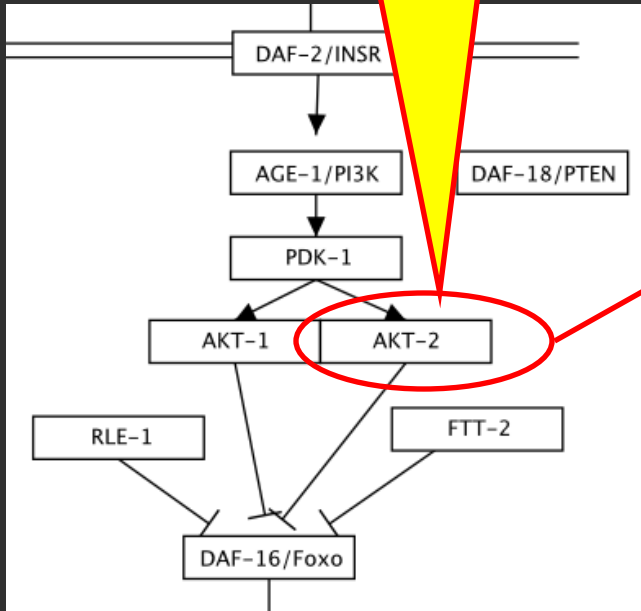 DAF-2/INSR
AGE-1/PI3K
DAF-18/PTEN
PDK-1
AKT-1
AKT-2
RLE-1
FTT-2
DAF-16/Foxo